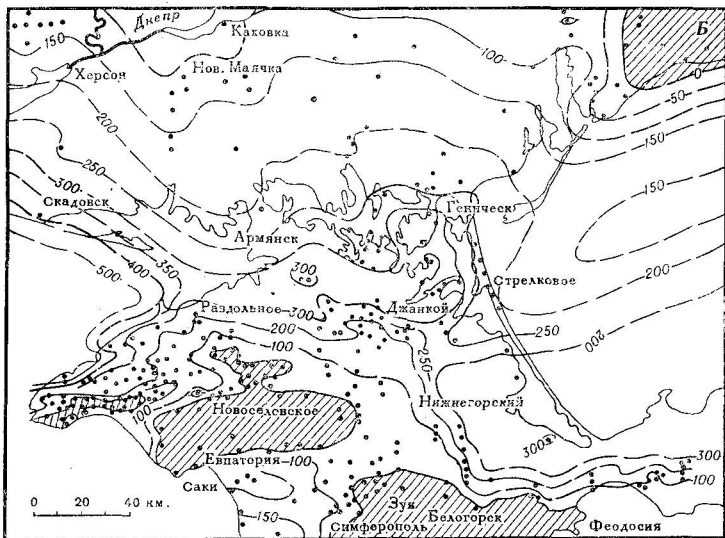 Днепр
Каховка
Б
150
100
Херсон
Нов. Маячка
0
50
150
200
250
300
150
Скадовск
Геническ
Армянск
500
400
350
300
Стрелковое
200
Раздольное
300
Джанкой
200
250
100
250
200
Новоселовское
Нижнегорский
100
300
300
Евпатория
100
100
Саки
0 20 40 км.
Зуя
150
Симферополь
Белогорск
Феодосия